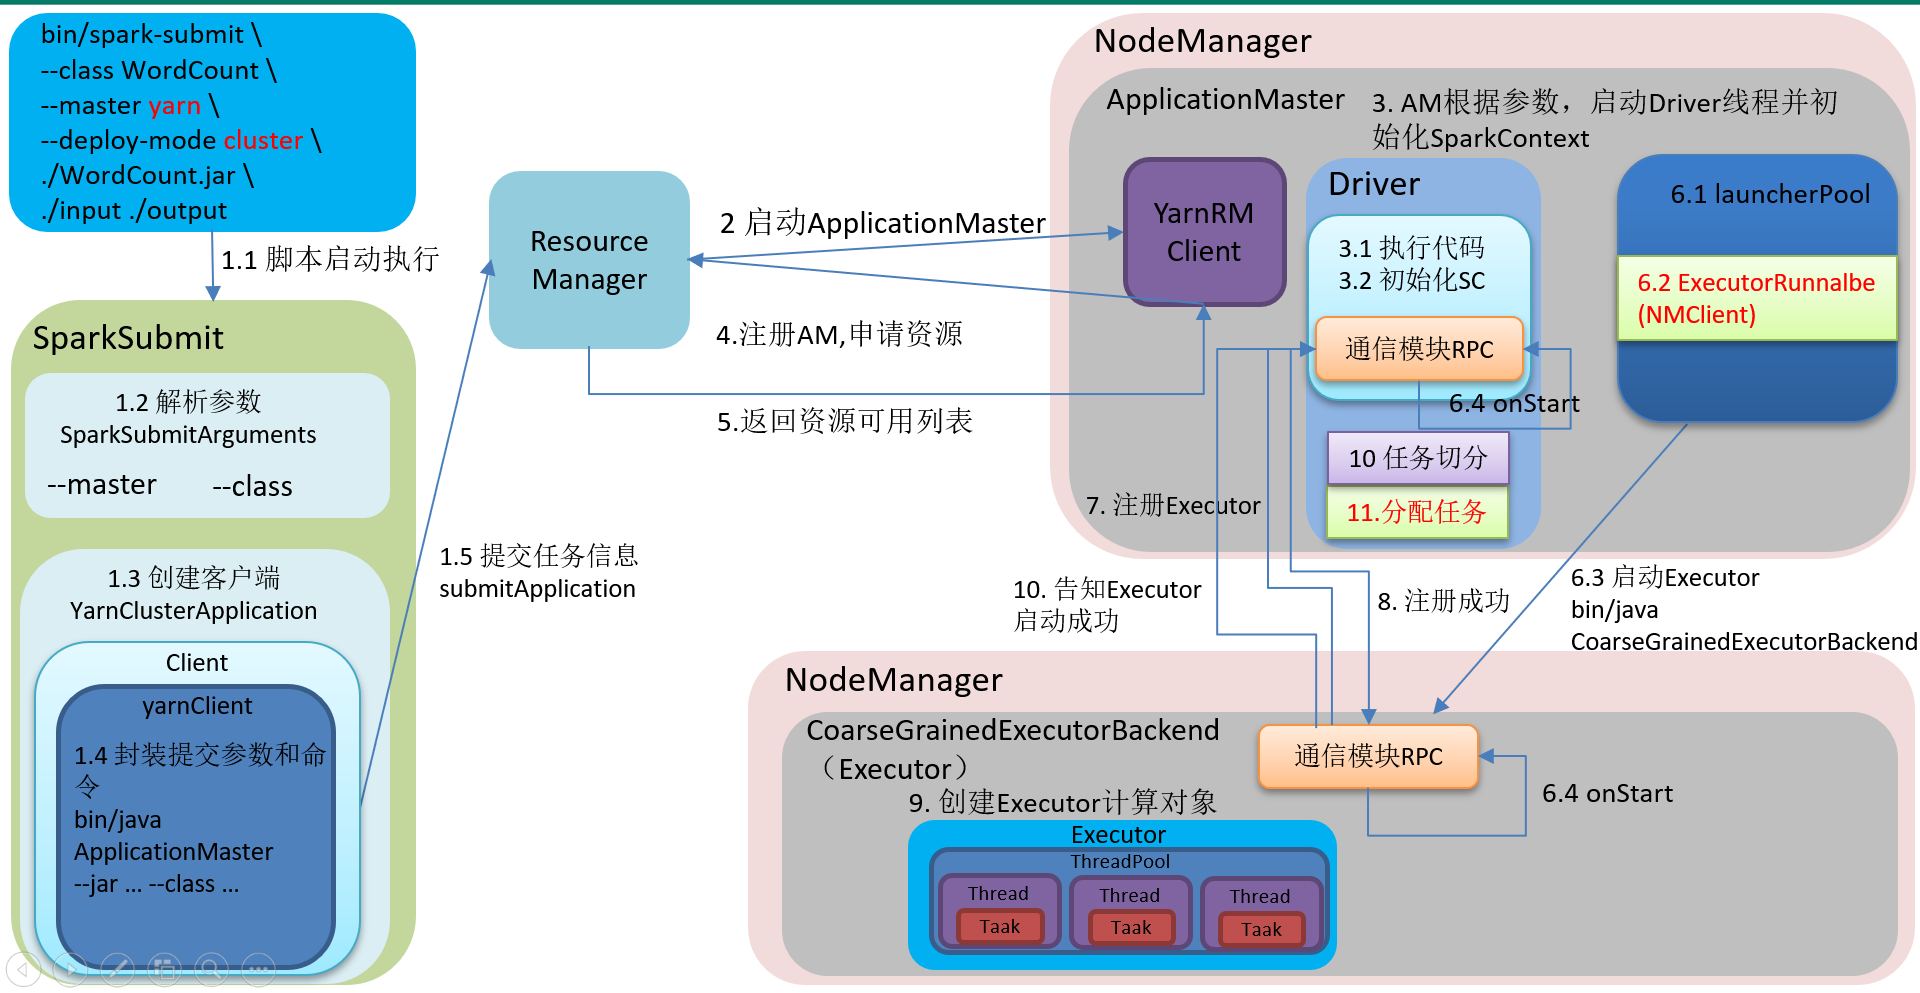 bin/spark-submit \
--class WordCount \
--master yarn \
--deploy-mode cluster \
./WordCount.jar \
./input ./output
1.1 脚本启动执行
SparkSubmit
1.2 解析参数
SparkSubmitArguments
--master --class
1.3 创建客户端
YarnClusterApplication
Client
yarnClient
1.4 封装提交参数和命
令
bin/java
ApplicationMaster
--jar ... --class ...
1.5 提交任务信息
submitApplication
Resource
Manager
2 启动ApplicationMaster
4.注册AM,申请资源
5.返回资源可用列表
NodeManager
ApplicationMaster
3. AM根据参数，启动Driver线程并初
始化SparkContext
YarnRM
Client
Driver
3.1 执行代码
3.2 初始化SC
通信模块RPC
6.4 onStart
10 任务切分
11.分配任务
6.1 launcherPool
6.2 ExecutorRunnalbe
(NMClient)
7. 注册Executor
10. 告知Executor
启动成功
8. 注册成功
6.3 启动Executor
bin/java
CoarseGrainedExecutorBackend
NodeManager
CoarseGrainedExecutorBackend
（Executor）
通信模块RPC
6.4 onStart
9. 创建Executor计算对象
Executor
ThreadPool
Thread
Taak
Thread
Taak
Thread
Taak